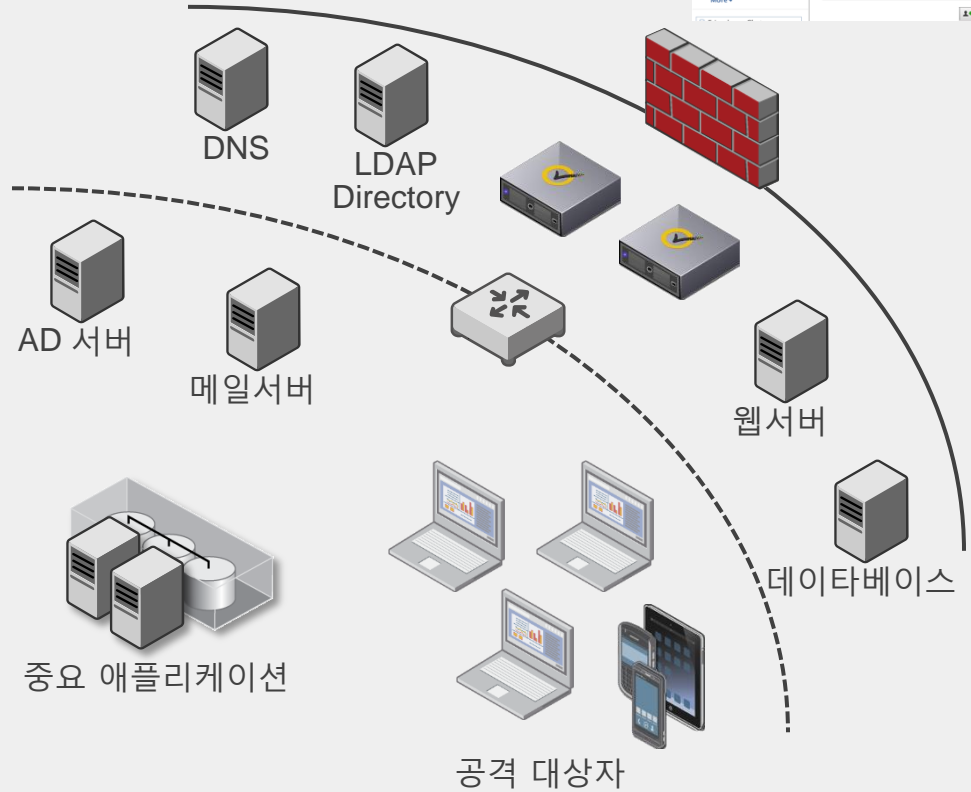 More
DNS
LDAP
Directory
AD 서버
메일서버
웹서버
데이타베이스
중요 애플리케이션
공격 대상자